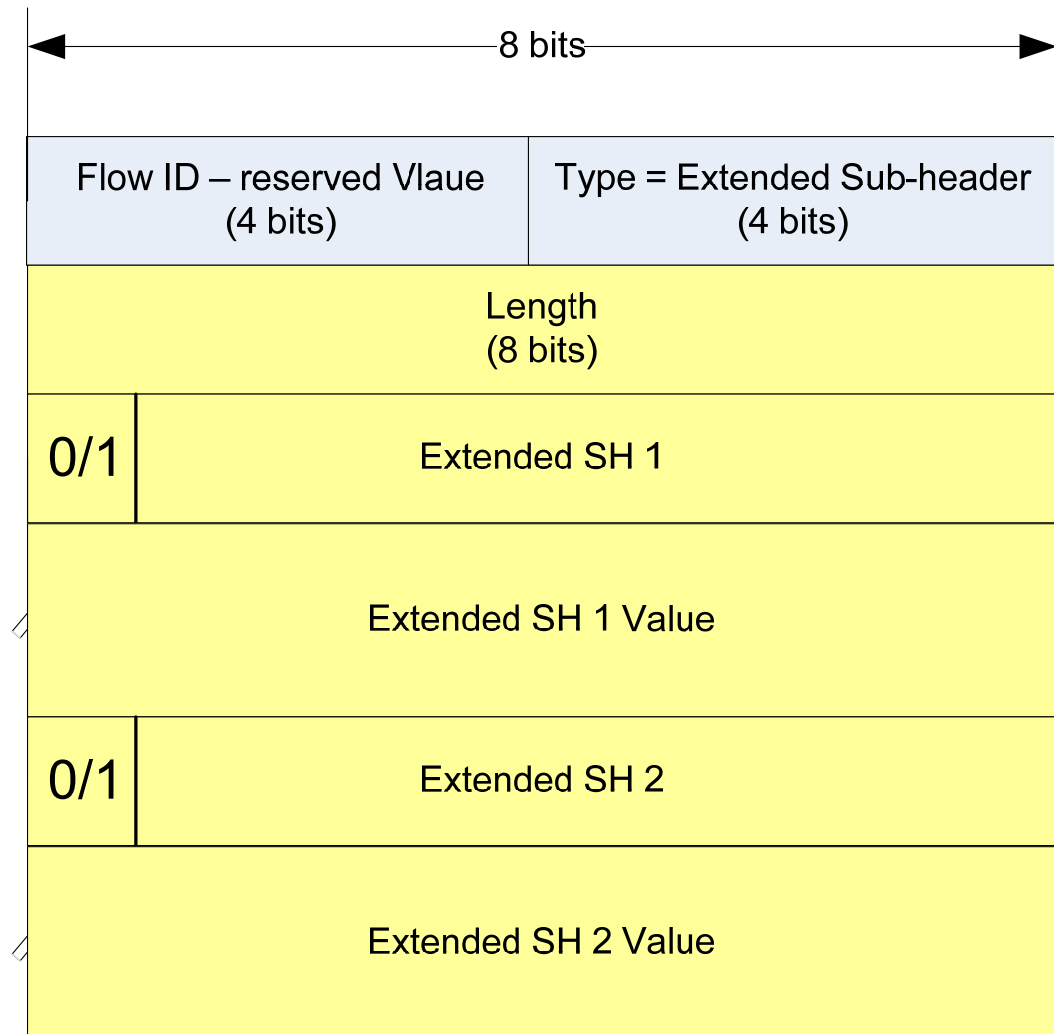 8 bits
Flow ID – reserved Vlaue
(4 bits)
Type = Extended Sub-header
(4 bits)
Length
(8 bits)
0/1
Extended SH 1
Extended SH 1 Value
0/1
Extended SH 2
Extended SH 2 Value